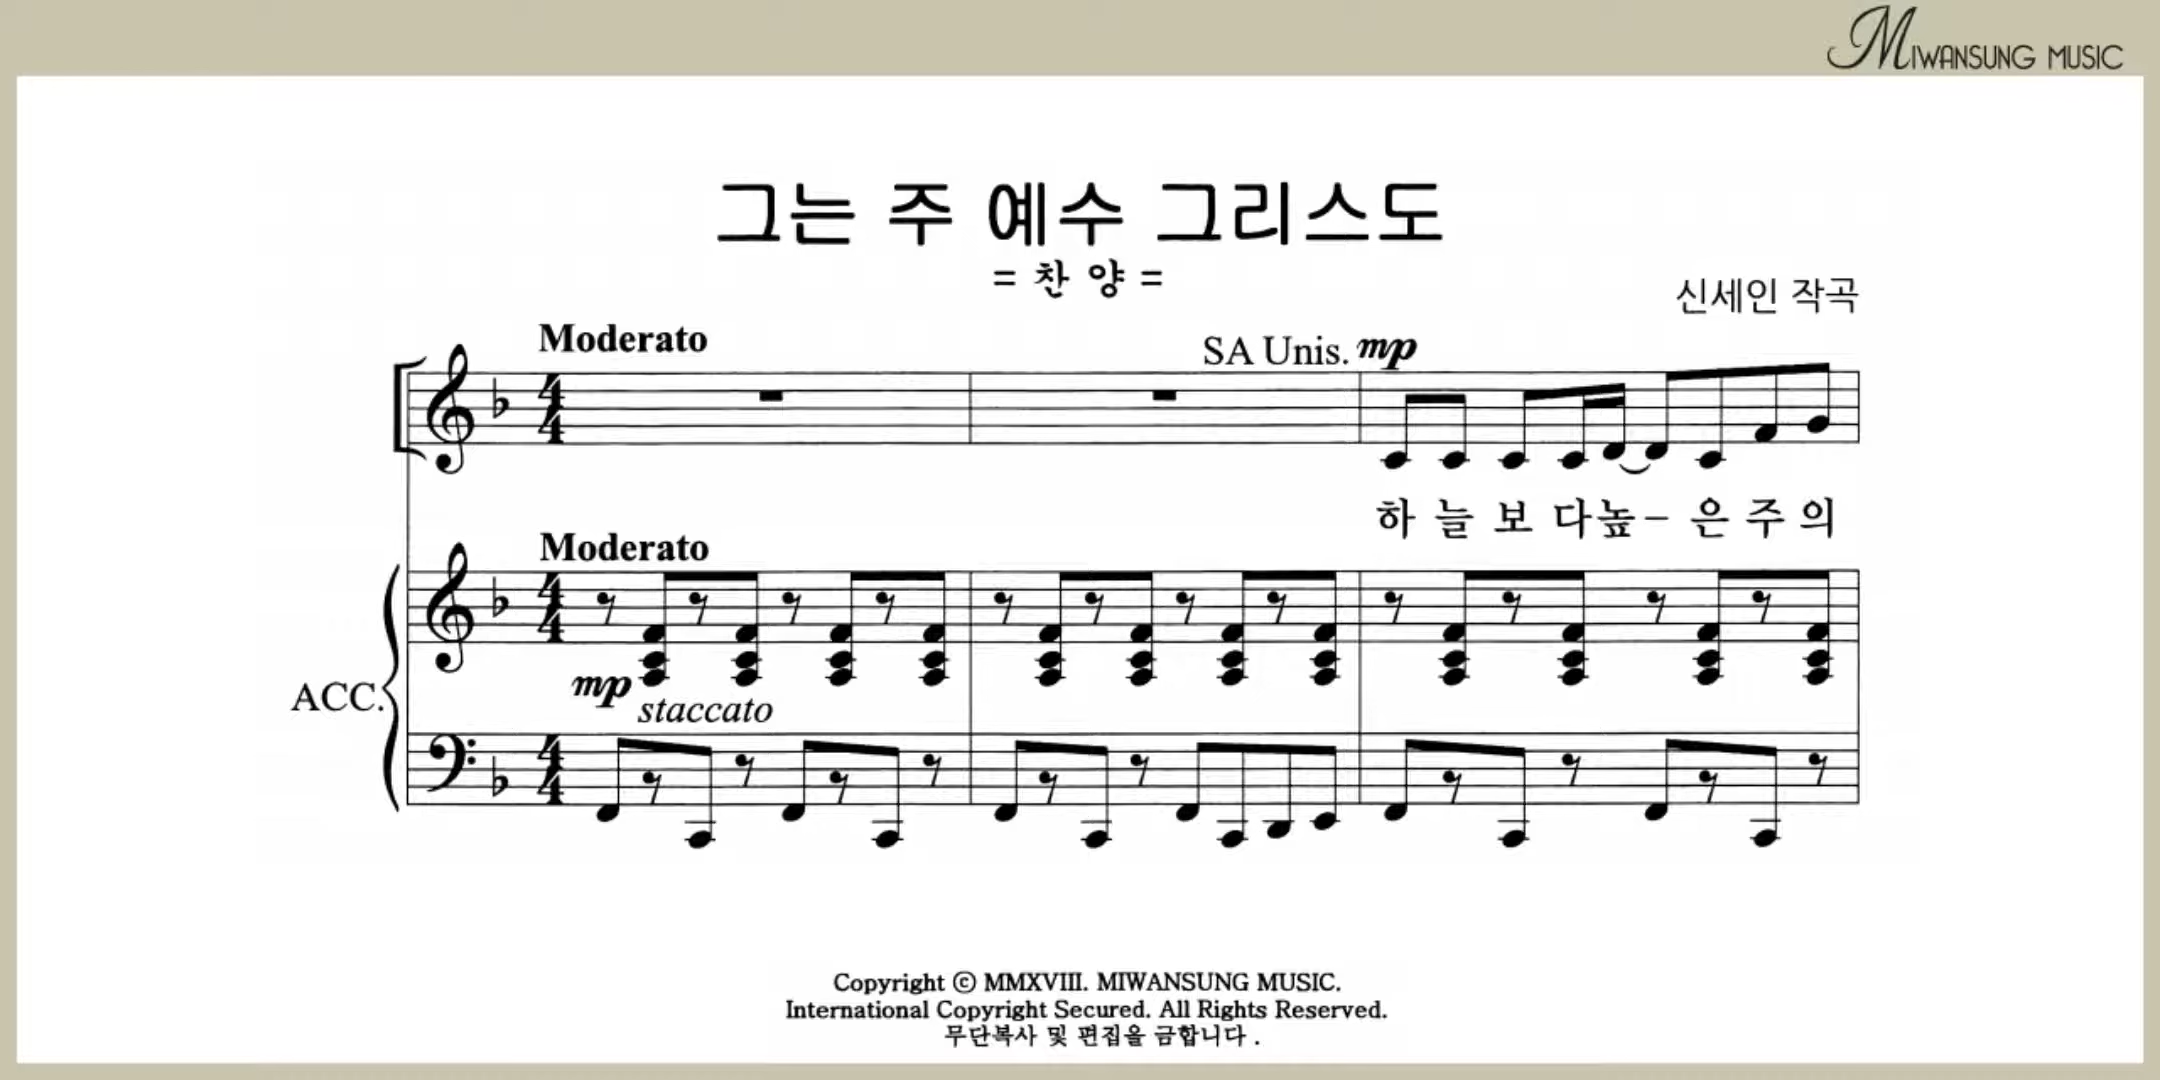 MIWANSUNG MUSIC
그는 주 예수 그리스도
= 찬 양 =
신세인 작곡
Moderato
SA Unis. mp
하 늘 보 다 높 - 은 주 의
Moderato
ACC.
mp
staccato
Copyright ⓒ MMXVIII. MIWANSUNG MUSIC.
International Copyright Secured. All Rights Reserved.
무단복사 및 편집을 금합니다 .